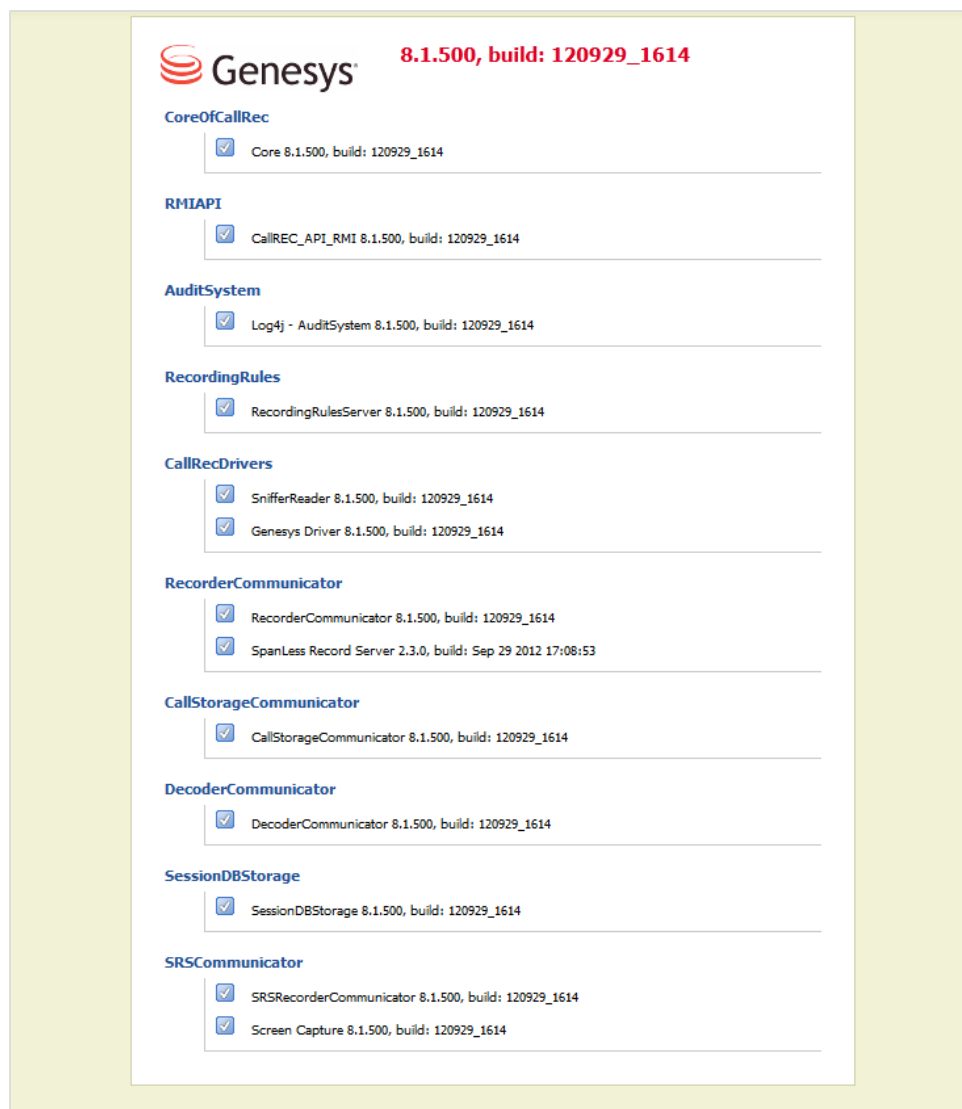 Genesys
8.1.500, build: 120929_1614
CoreOfCallRec
Core 8.1.500, build: 120929_1614
RMIAPI
CallREC_API_RMI 8.1.500, build: 120929_1614
AuditSystem
Log4j - AuditSystem 8.1.500, build: 120929_1614
RecordingRules
RecordingRulesServer 8.1.500, build: 120929_1614
CallRecDrivers
SnifferReader 8.1.500, build: 120929_1614
Genesys Driver 8.1.500, build: 120929_1614
RecorderCommunicator
RecorderCommunicator 8.1.500, build: 120929_1614
SpanLess Record Server 2.3.0, build: Sep 29 2012 17:08:53
CallStorageCommunicator
CallStorageCommunicator 8.1.500, build: 120929_1614
DecoderCommunicator
DecoderCommunicator 8.1.500, build: 120929_1614
SessionDBStorage
SessionDBStorage 8.1.500, build: 120929_1614
SRSCommunicator
SRSRecorderCommunicator 8.1.500, build: 120929_1614
Screen Capture 8.1.500, build: 120929_1614